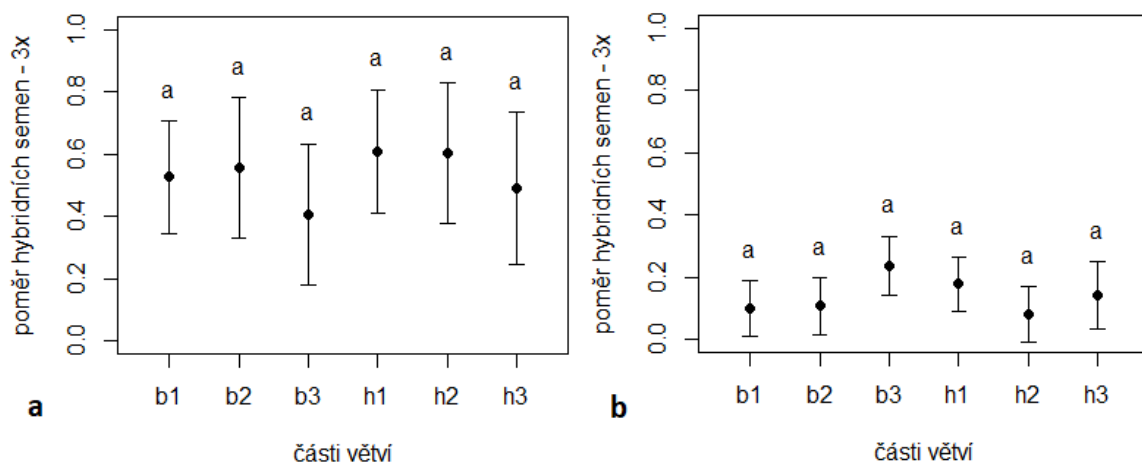 poměr hybridních semen - 3x
1.0
0.8
0.6
0.4
0.2
0.0
a a a a a a
b1 b2 b3 h1 h2 h3
části větví
a
poměr hybridních semen - 3x
1.0
0.8
0.6
0.4
0.2
0.0
a a a a a a
b1 b2 b3 h1 h2 h3
části větví
b